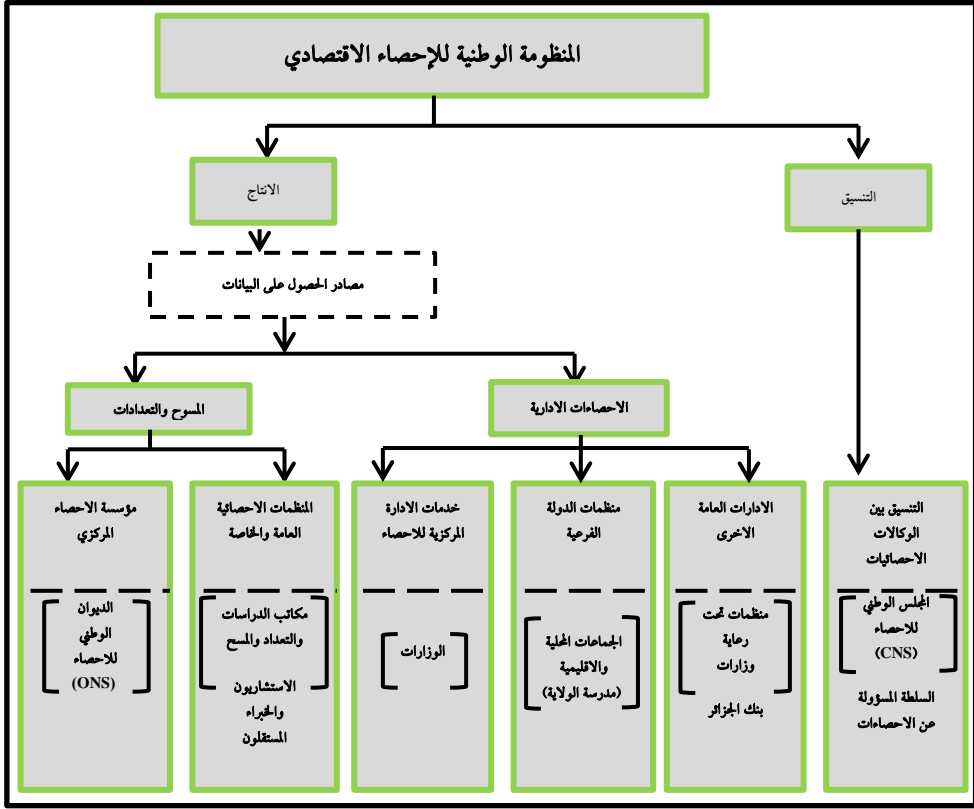 المنظومة الوطنية للإحصاء الاقتصادي
التنسيق
الانتاج
مصادر الحصول على البيانات
الاحصاءات الادارية
المسوح والتعدادات
التنسيق بين
الوكالات
الاحصائيات
المجلس الوطني
للاحصاء
(CNS)
السلطة المسؤولة
عن الاحصاءات
الادارات العامة
الاخرى
منظمات تحت
رعاية
وزارات
بنك الجزائر
منظمات الدولة
الفرعية
الجماعات المحلية
والاقليمية
(مدرسة الولاية)
خدمات الادارة
المركزية للاحصاء
الوزارات
المنظمات الاحصائية
العامة والخاصة
مكاتب الدراسات
والتعداد والمسح
الاستشاريون
والخبراء
المستقلون
مؤسسة الاحصاء
المركزي
الديوان
الوطني
للاحصاء
(ONS)